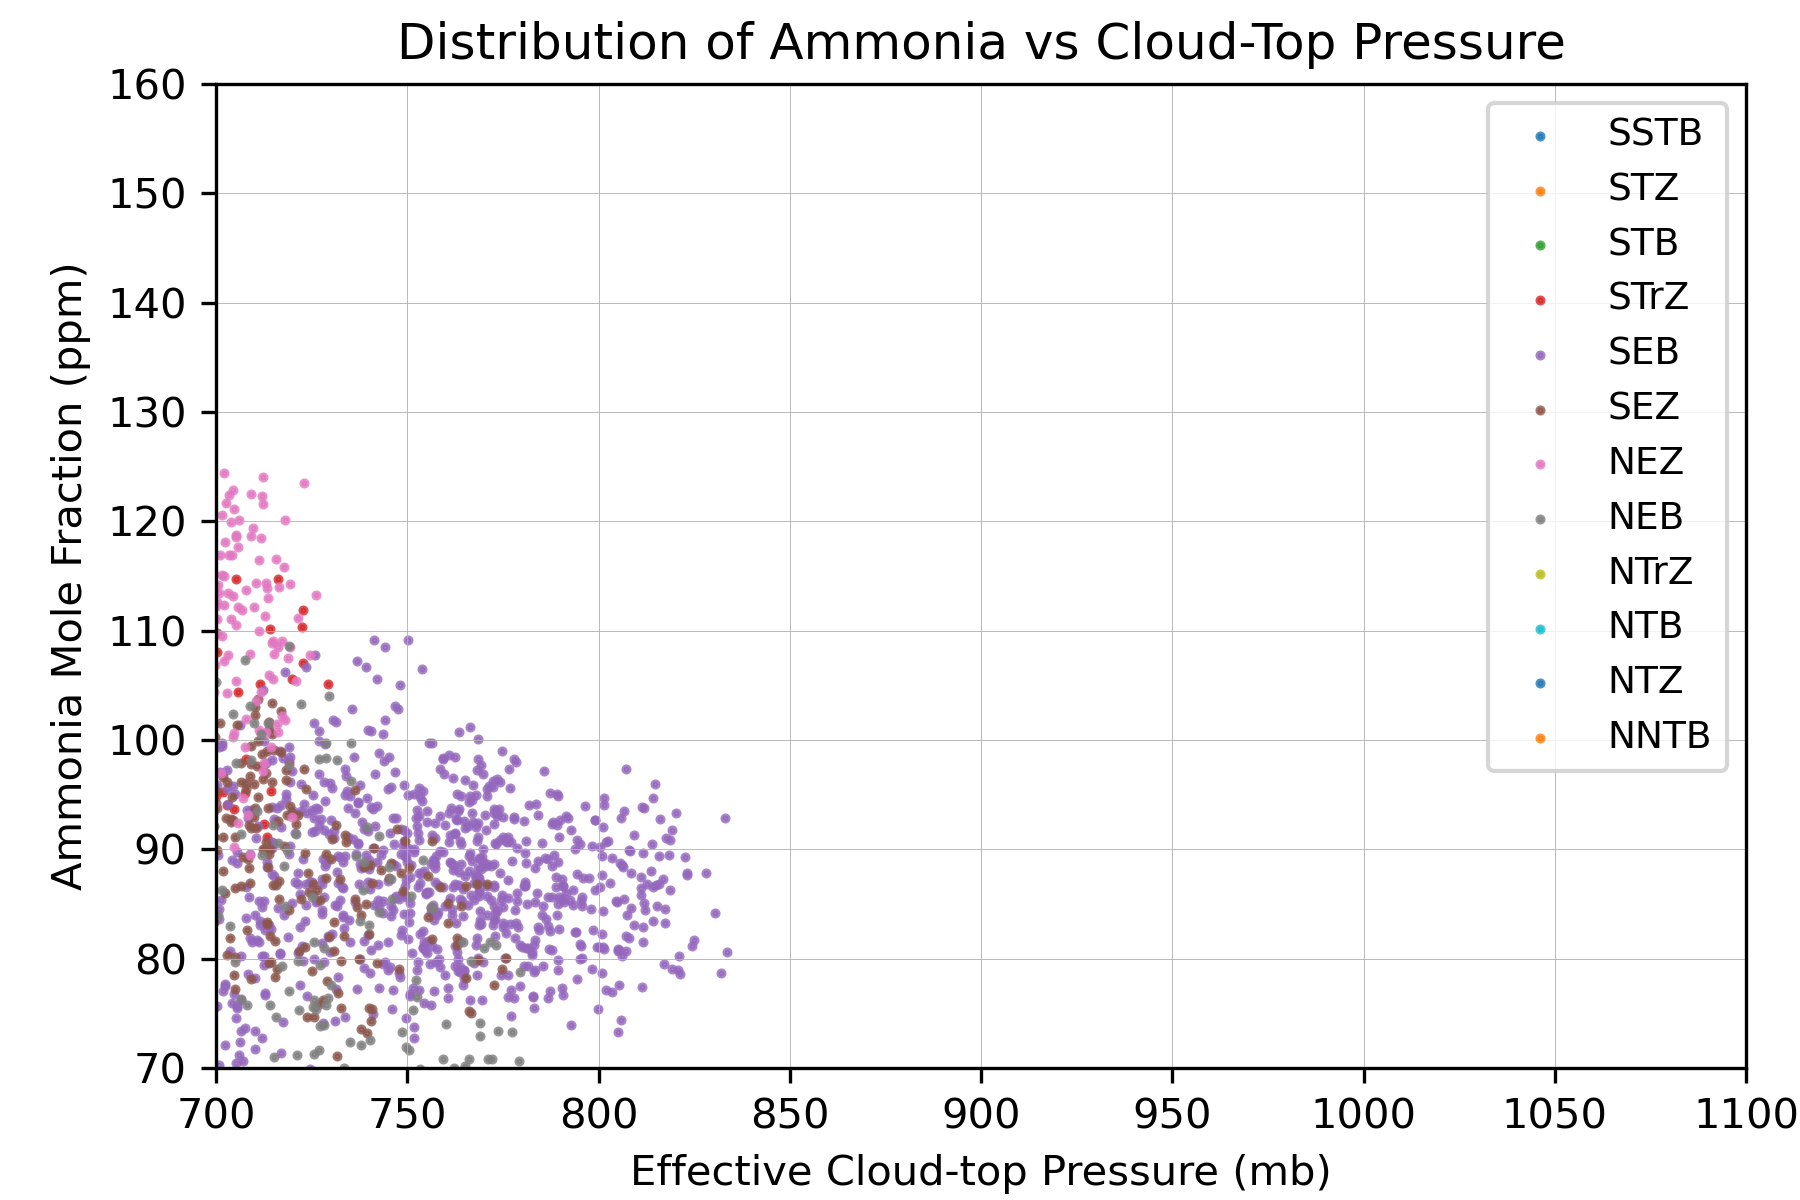 Distribution of Ammonia vs Cloud-Top Pressure
160
150
140
130
120
110
100
90
80
70
Ammonia Mole Fraction (ppm)
SSTB
STZ
STB
STrZ
SEB
SEZ
NEZ
NEB
NTrZ
NTB
NTZ
NNTB
700 750 800 850 900 950 1000 1050 1100
Effective Cloud-top Pressure (mb)